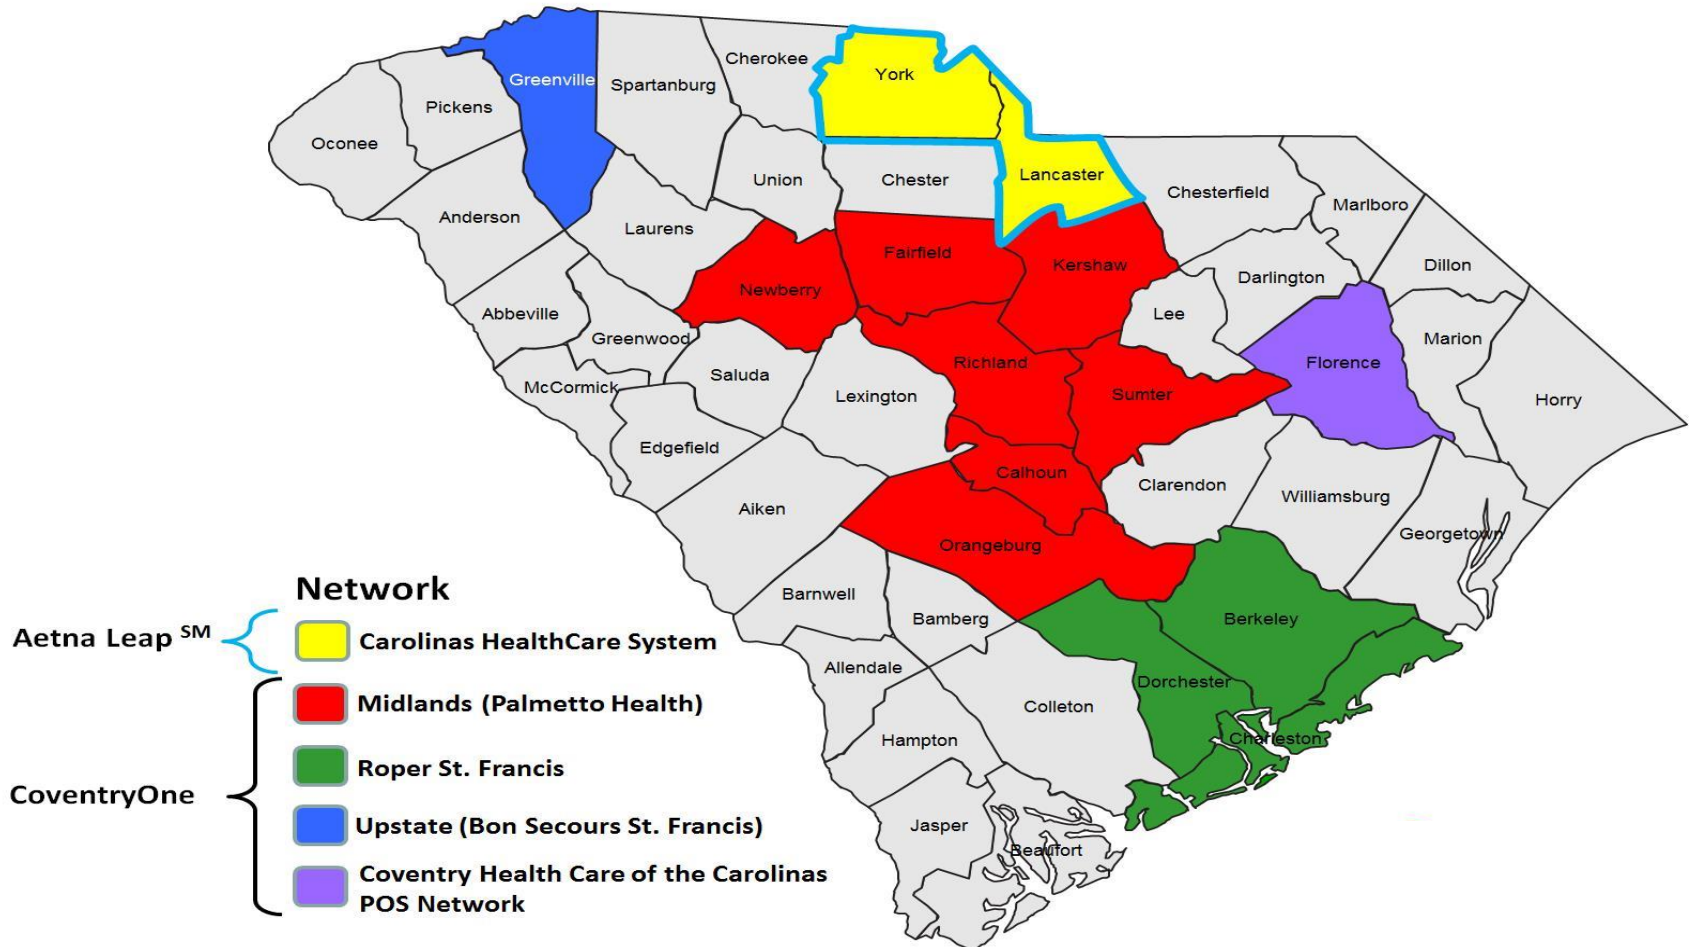 Greenville
Cherokee
Spartanburg
York
Pickens
Oconee
Union
Chester
Lancaster
Chesterfield
Marlboro
Anderson
Laurens
Fairfield
Kershaw
Darlington
Dillon
Newberry
Abbeville
Greenwood
Lee
Marion
Richland
Florence
Saluda
McCormick
Lexington
Sumter
Horry
Edgefield
Calhoun
Clarendon
Williamsburg
Aiken
Orangeburg
Georgetown
Barnwell
Bamberg
Berkeley
Allendale
Dorchester
Colleton
Hampton
Charleston
Jasper
Beaufort
Network
Aetna Leap SM
Carolinas HealthCare System
Midlands (Palmetto Health)
Roper St. Francis
CoventryOne
Upstate (Bon Secours St. Francis)
Coventry Health Care of the Carolinas
POS Network